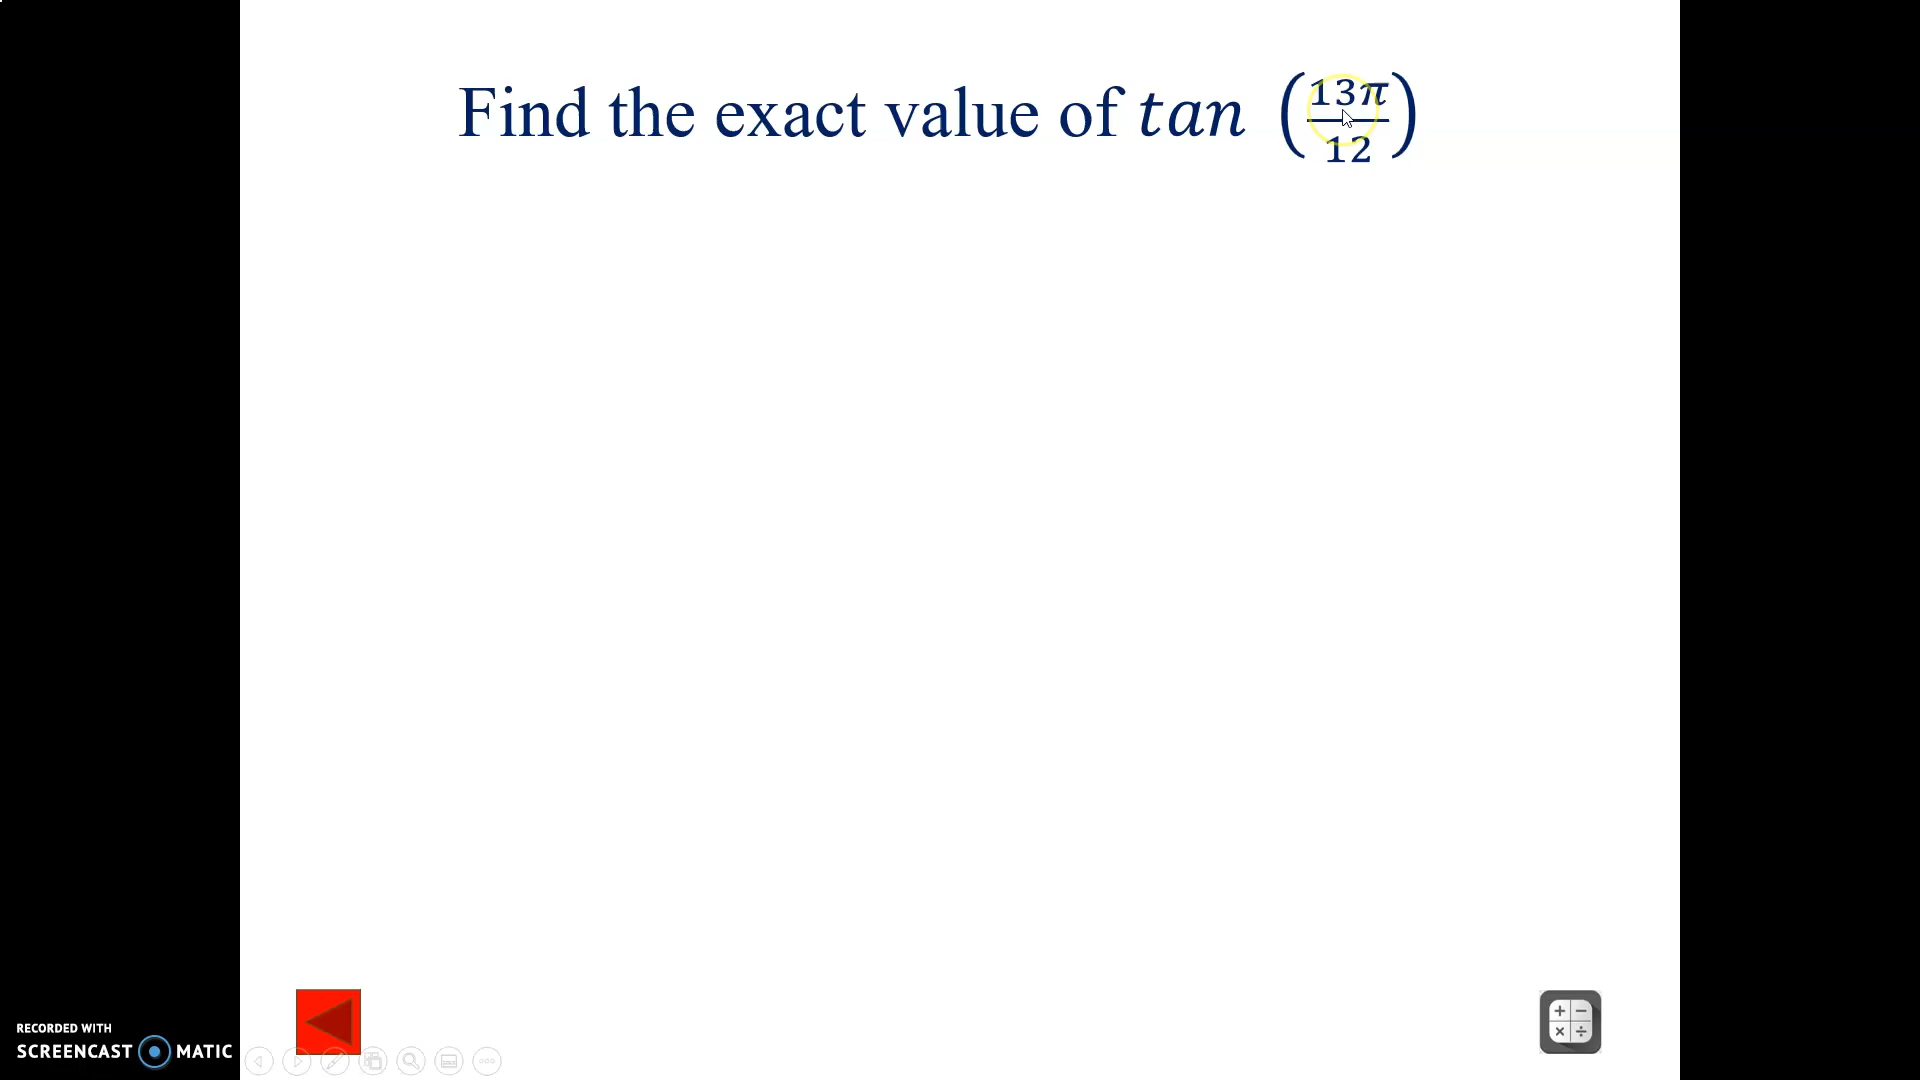 Find the exact value of tan (13π/12)
RECORDED WITH
SCREENCAST MATIC